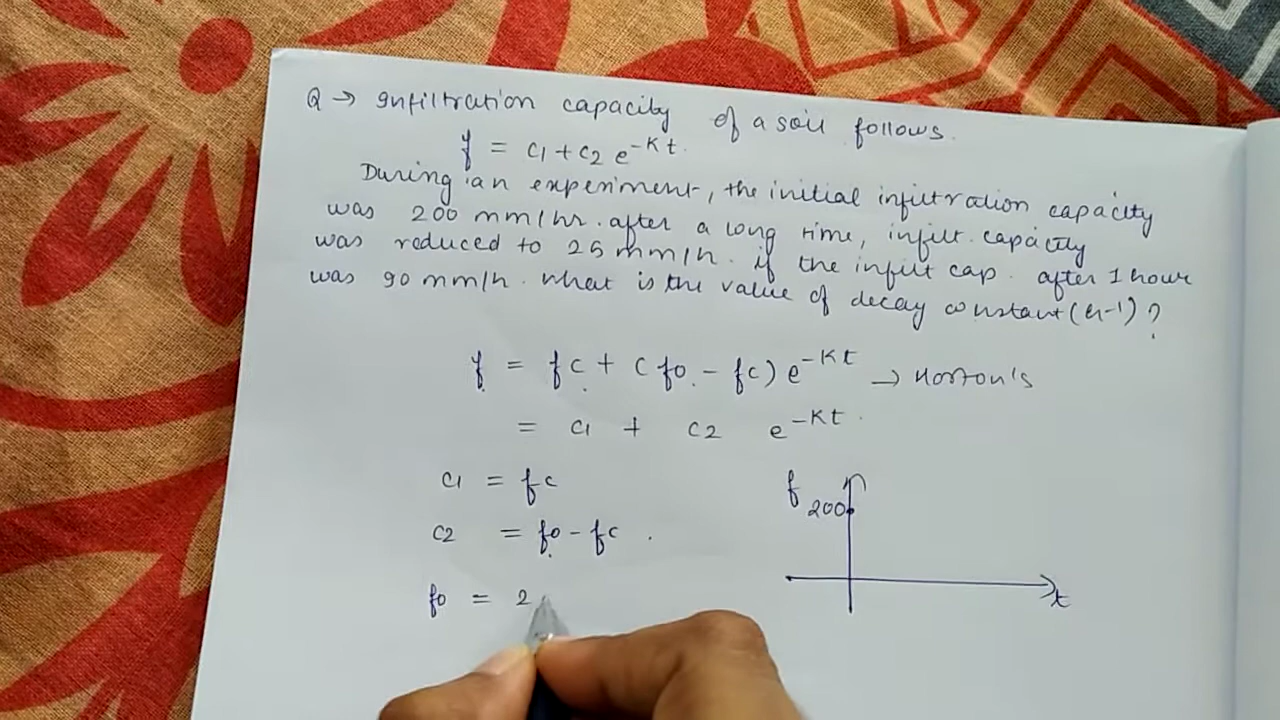 Q → Infiltration capacity of a soil follows.
f = c1 + c2 e^-kt.
During an experiment, the initial infiltration capacity
was 200 mm/hr. after a long time, infilt. capacity
was reduced to 25 mm/h. if the infilt cap. after 1 hour
was 90 mm/h. what is the value of decay constant (h-1)?
f = fc + (fo - fc) e^-kt → Horton's
= c1 + c2 e^-kt.
c1 = fc
c2 = fo - fc.
f 200
t
fo = 2